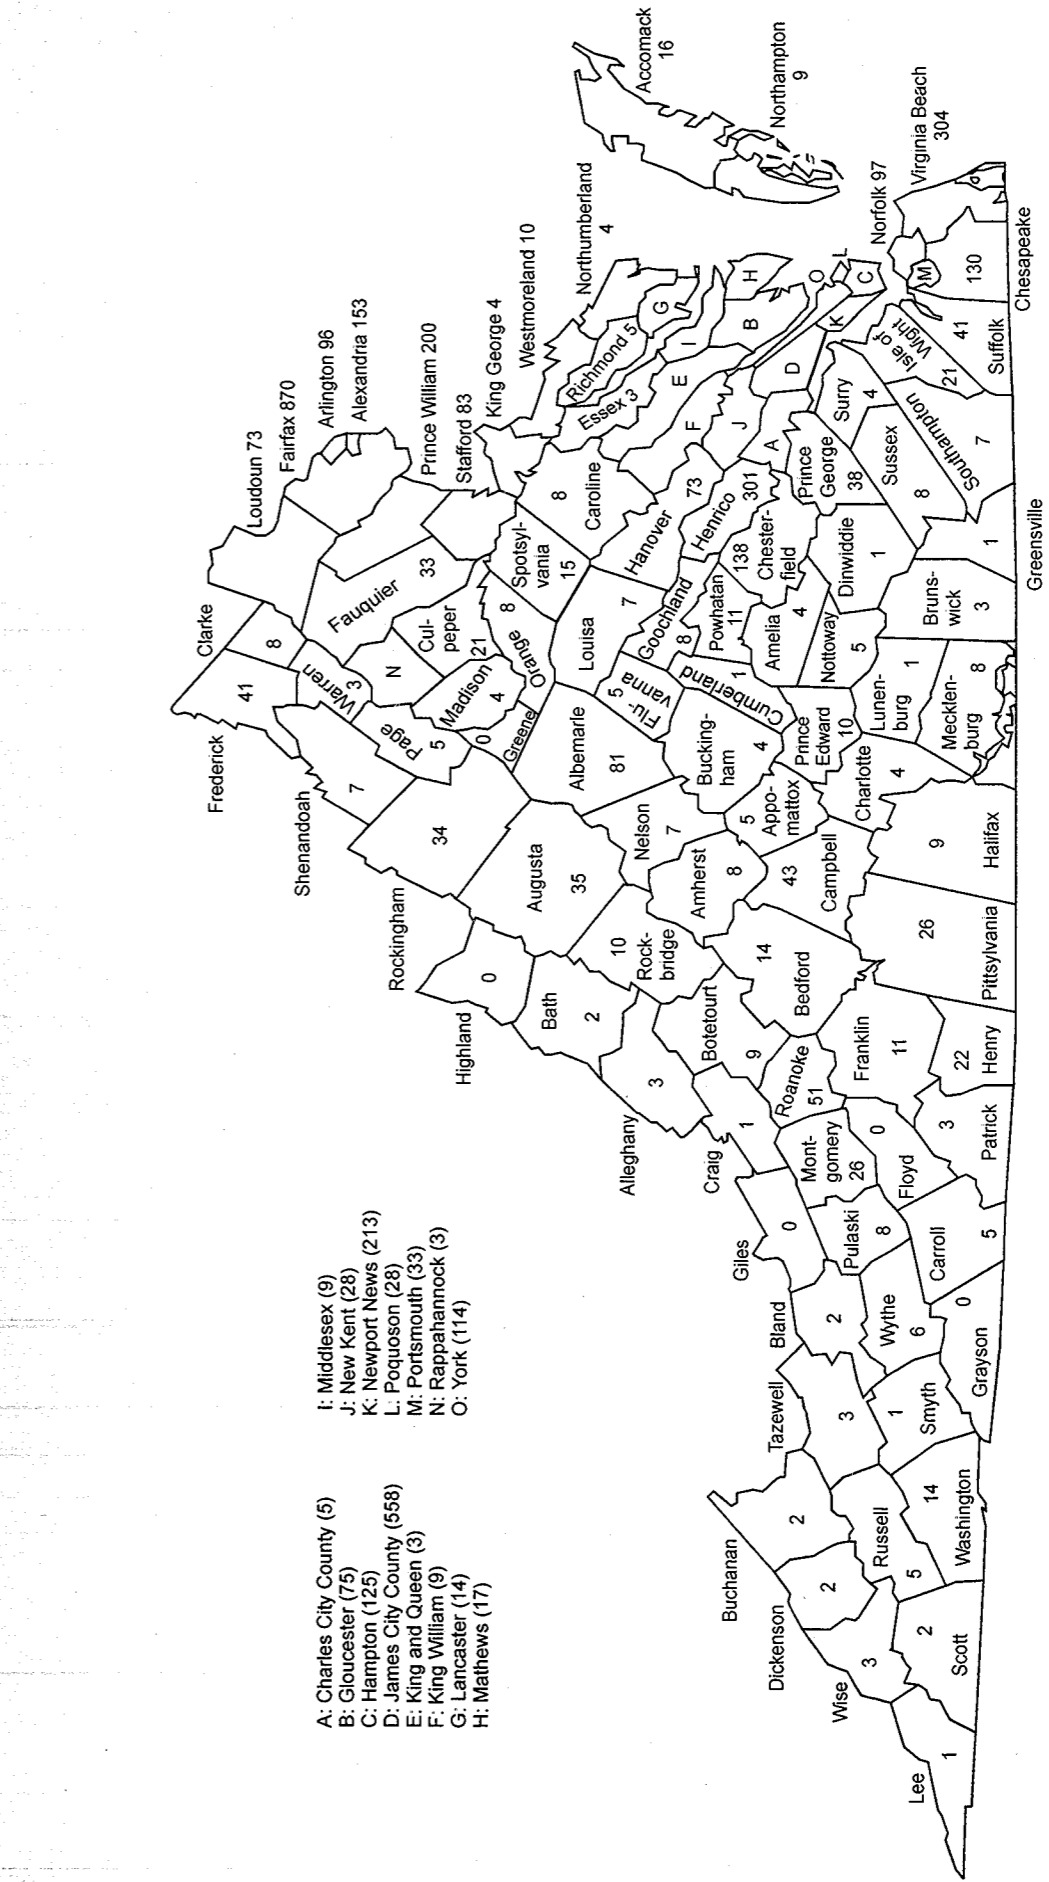 A: Charles City County (5)
B: Gloucester (75)
C: Hampton (125)
D: James City County (558)
E: King and Queen (3)
F: King William (9)
G: Lancaster (14)
H: Mathews (17)
I: Middlesex (9)
J: New Kent (28)
K: Newport News (213)
L: Poquoson (28)
M: Portsmouth (33)
N: Rappahannock (3)
O: York (114)
Frederick
41
Clarke
8
Loudoun 73
Fairfax 870
Arlington 96
Alexandria 153
Prince William 200
Stafford 83
King George 4
Westmoreland 10
Northumberland
4
Accomack
16
Northampton
9
Shenandoah
7
Warren
3
Fauquier
33
N
Cul-
peper
21
Page
5
Madison
4
Rockingham
34
Greene
0
Orange
8
Spotsyl-
vania
15
Caroline
8
Essex 3
Richmond 5
G
Highland
0
Augusta
35
Albemarle
81
Louisa
7
Hanover
73
F
E
I
B
H
Bath
2
Rock-
bridge
10
Nelson
7
Flu-
vanna
5
Goochland
8
Henrico
301
J
A
D
K
O
L
C
Alleghany
3
Botetourt
9
Amherst
8
Bucking-
ham
4
Cumberland
1
Powhatan
11
Chester-
field
138
Prince
George
38
Surry
4
Isle of
Wight
21
Norfolk 97
M
Virginia Beach
304
Craig
1
Roanoke
51
Bedford
14
Campbell
43
Appo-
mattox
5
Prince
Edward
10
Amelia
4
Nottoway
5
Dinwiddie
1
Sussex
8
Southampton
7
41
Suffolk
130
Chesapeake
Giles
0
Mont-
gomery
26
Floyd
0
Franklin
11
Charlotte
4
Lunen-
burg
1
Bruns-
wick
3
1
Greensville
Buchanan
2
Dickenson
2
Tazewell
3
Bland
2
Pulaski
8
Wythe
6
Carroll
5
Patrick
3
Henry
22
Pittsylvania
26
Halifax
9
Mecklen-
burg
8
Wise
3
Russell
5
Smyth
1
Grayson
0
Lee
1
Scott
2
Washington
14